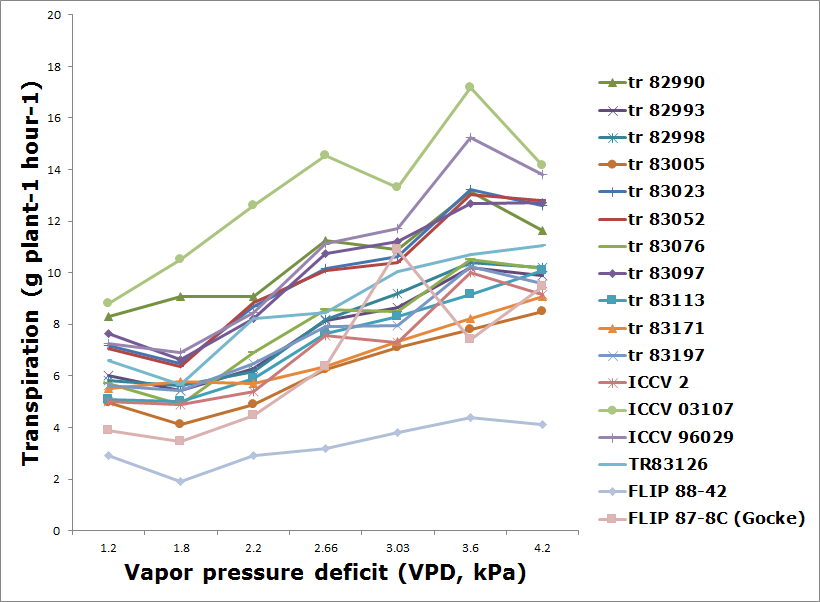 20
18
16
14
12
10
8
6
4
2
0
Transpiration (g plant-1 hour-1)
1.2 1.8 2.2 2.66 3.03 3.6 4.2
Vapor pressure deficit (VPD, kPa)
tr 82990
tr 82993
tr 82998
tr 83005
tr 83023
tr 83052
tr 83076
tr 83097
tr 83113
tr 83171
tr 83197
ICCV 2
ICCV 03107
ICCV 96029
TR83126
FLIP 88-42
FLIP 87-8C (Gocke)